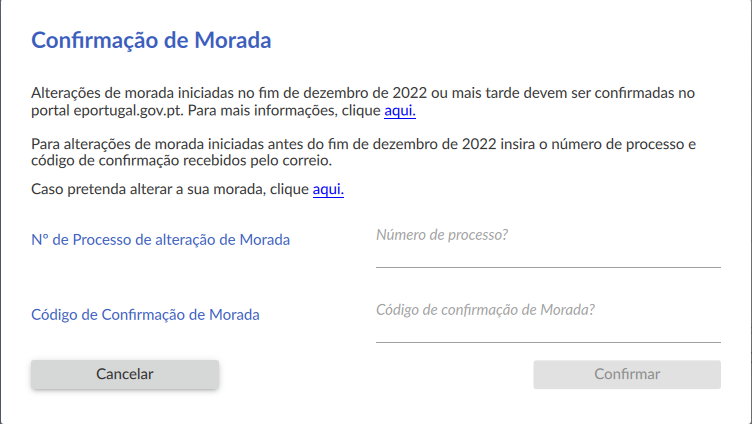 Confirmação de Morada
Alterações de morada iniciadas no fim de dezembro de 2022 ou mais tarde devem ser confirmadas no
portal eportugal.gov.pt. Para mais informações, clique aqui.
Para alterações de morada iniciadas antes do fim de dezembro de 2022 insira o número de processo e
código de confirmação recebidos pelo correio.
Caso pretenda alterar a sua morada, clique aqui.
Nº de Processo de alteração de Morada
Número de processo?
Código de Confirmação de Morada
Código de confirmação de Morada?
Cancelar
Confirmar